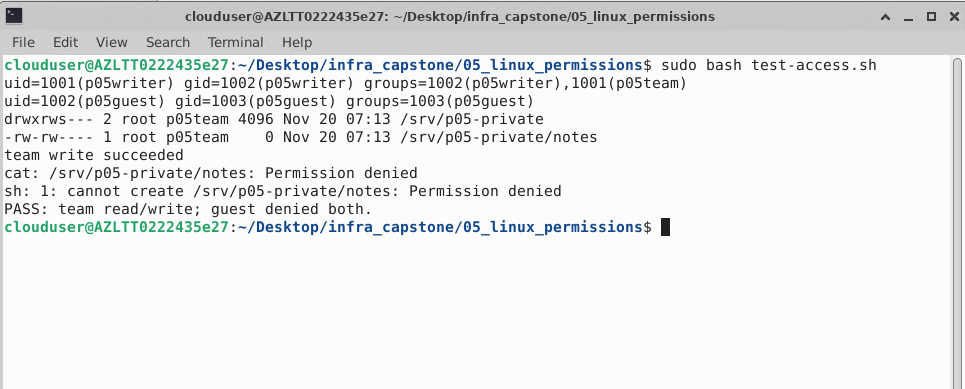 clouduser@AZLTT0222435e27: ~/Desktop/infra_capstone/05_linux_permissions
File Edit View Search Terminal Help
clouduser@AZLTT0222435e27:~/Desktop/infra_capstone/05_linux_permissions$ sudo bash test-access.sh
uid=1001(p05writer) gid=1002(p05writer) groups=1002(p05writer),1001(p05team)
uid=1002(p05guest) gid=1003(p05guest) groups=1003(p05guest)
drwxrws--- 2 root p05team 4096 Nov 20 07:13 /srv/p05-private
-rw-rw---- 1 root p05team    0 Nov 20 07:13 /srv/p05-private/notes
team write succeeded
cat: /srv/p05-private/notes: Permission denied
sh: 1: cannot create /srv/p05-private/notes: Permission denied
PASS: team read/write; guest denied both.
clouduser@AZLTT0222435e27:~/Desktop/infra_capstone/05_linux_permissions$